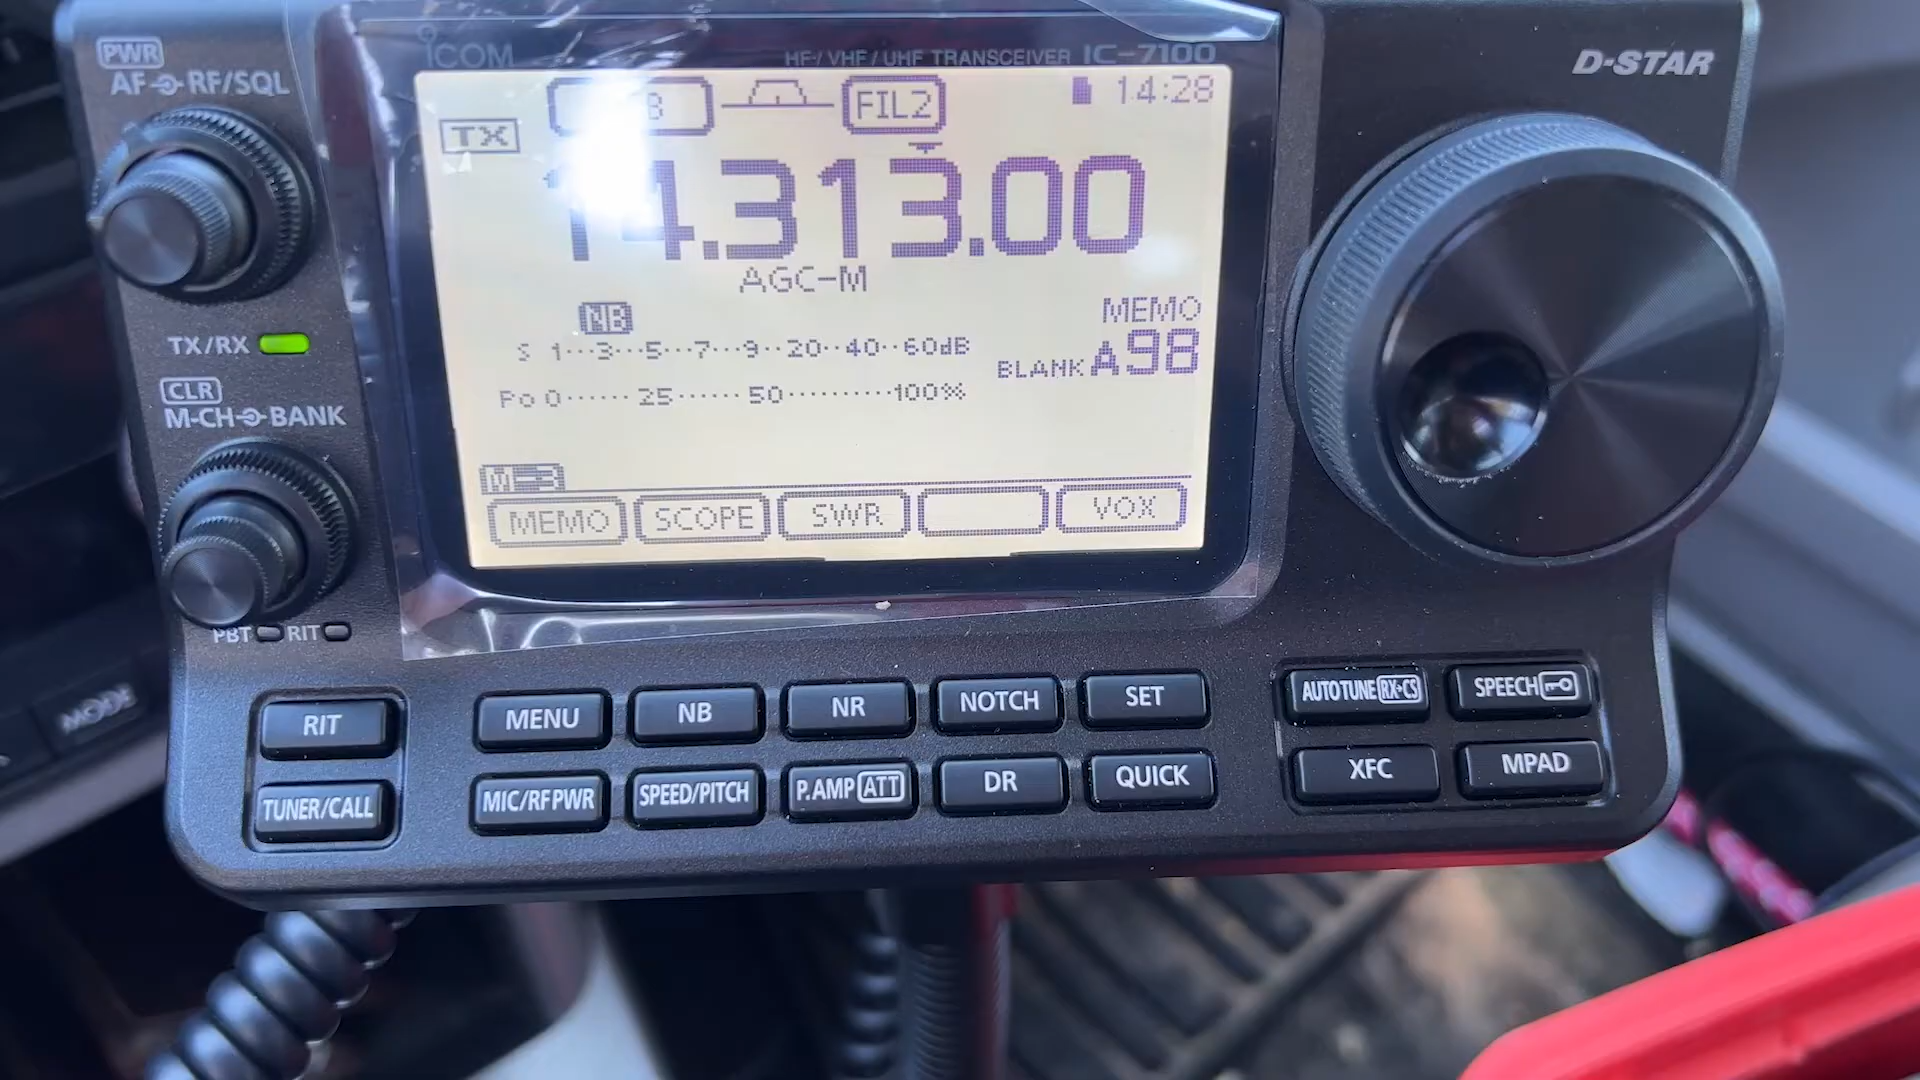 PWR
AF RF/SQL
ICOM
HF/VHF/UHF TRANSCEIVER IC-7100
D-STAR
FIL2
14:28
TX
14.313.00
AGC-M
NB
MEMO
S 1···3···5···7···9··20··40··60dB
BLANK A98
Po 0······25······50··········100%
MEMO SCOPE SWR VOX
TX/RX
CLR
M-CH BANK
PBT RIT
MODE
RIT MENU NB NR NOTCH SET AUTOTUNE RX▸CS SPEECH
TUNER/CALL MIC/RF PWR SPEED/PITCH P.AMP ATT DR QUICK XFC MPAD